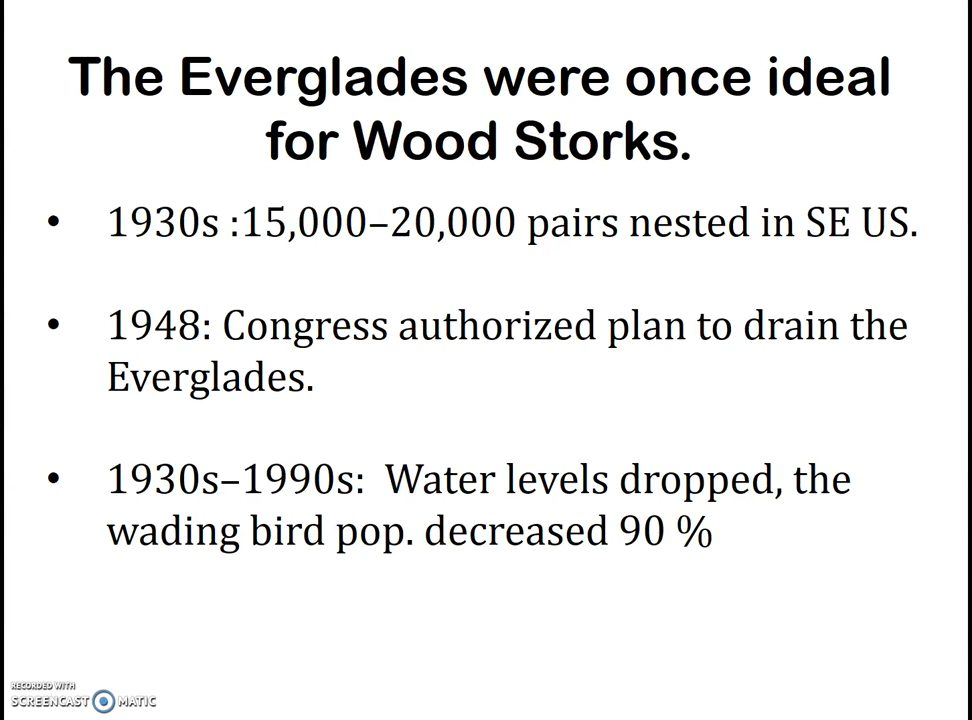 The Everglades were once ideal
for Wood Storks.
• 1930s :15,000–20,000 pairs nested in SE US.
• 1948: Congress authorized plan to drain the
Everglades.
• 1930s–1990s:  Water levels dropped, the
wading bird pop. decreased 90 %
RECORDED WITH
SCREENCAST MATIC